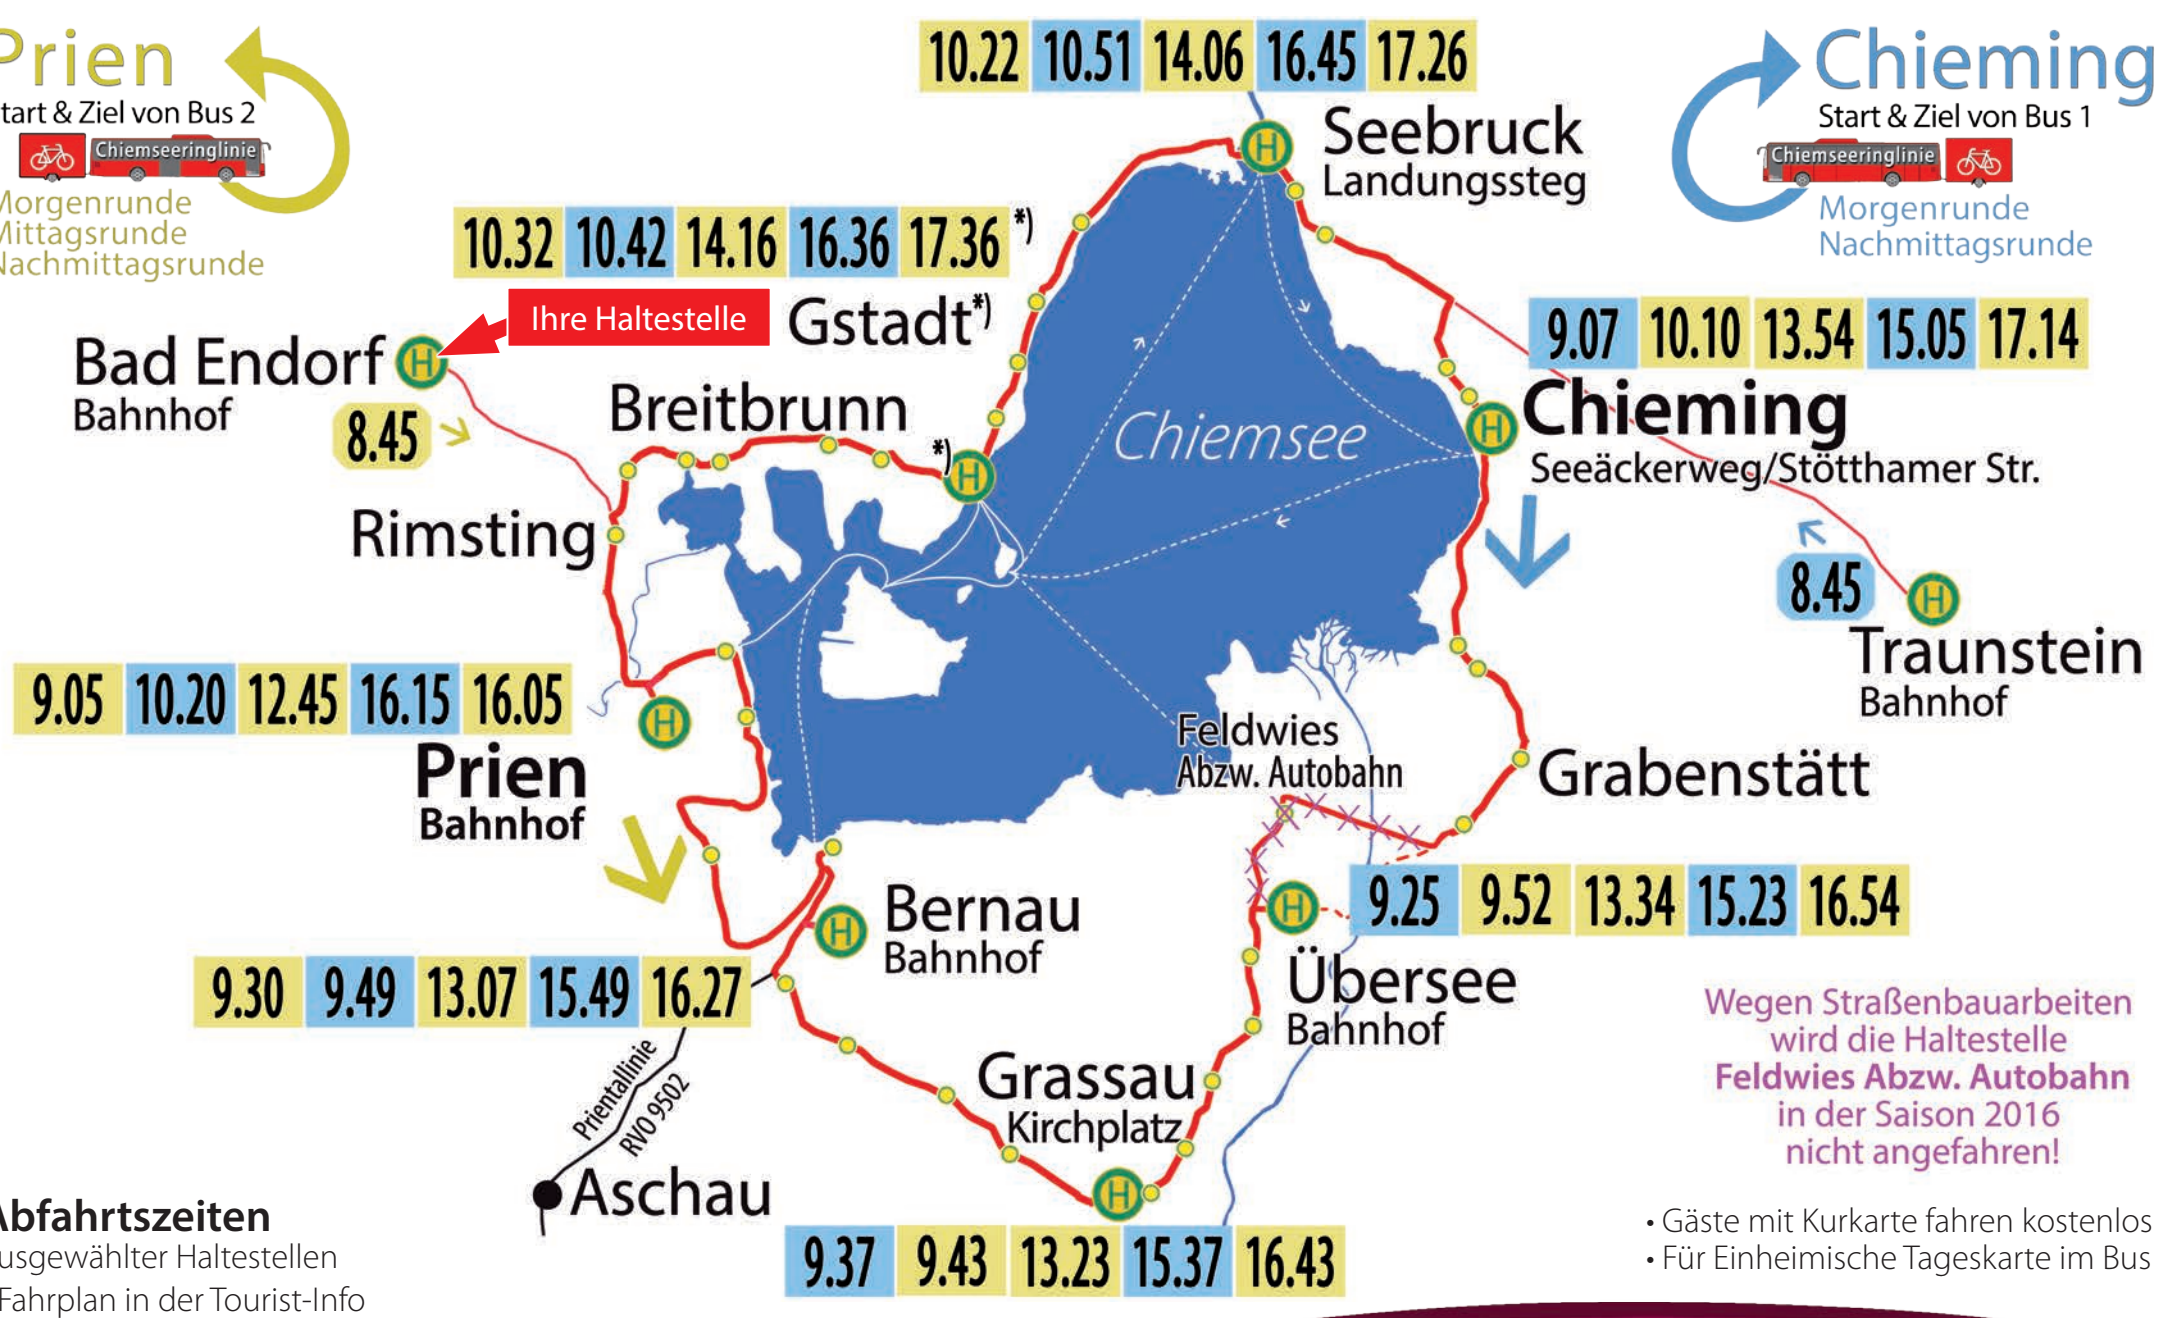 Prien
Start & Ziel von Bus 2
Chiemseeringlinie
Morgenrunde
Mittagsrunde
Nachmittagsrunde
10.22 10.51 14.06 16.45 17.26
Seebruck
Landungssteg
Chieming
Start & Ziel von Bus 1
Chiemseeringlinie
Morgenrunde
Nachmittagsrunde
10.32 10.42 14.16 16.36 17.36 *)
Ihre Haltestelle
Gstadt*)
Bad Endorf H
Bahnhof
8.45
Breitbrunn
*)
H
H
Chiemsee
9.07 10.10 13.54 15.05 17.14
H Chieming
Seeäckerweg/Stötthamer Str.
Rimsting
8.45
H
Traunstein
Bahnhof
9.05 10.20 12.45 16.15 16.05
H
Prien
Bahnhof
Feldwies
Abzw. Autobahn
Grabenstätt
H
Bernau
Bahnhof
9.25 9.52 13.34 15.23 16.54
H
Übersee
Bahnhof
9.30 9.49 13.07 15.49 16.27
Prientallinie
RVO 9502
Aschau
Grassau
Kirchplatz
H
9.37 9.43 13.23 15.37 16.43
Wegen Straßenbauarbeiten
wird die Haltestelle
Feldwies Abzw. Autobahn
in der Saison 2016
nicht angefahren!
Abfahrtszeiten
ausgewählter Haltestellen
Fahrplan in der Tourist-Info
• Gäste mit Kurkarte fahren kostenlos
• Für Einheimische Tageskarte im Bus